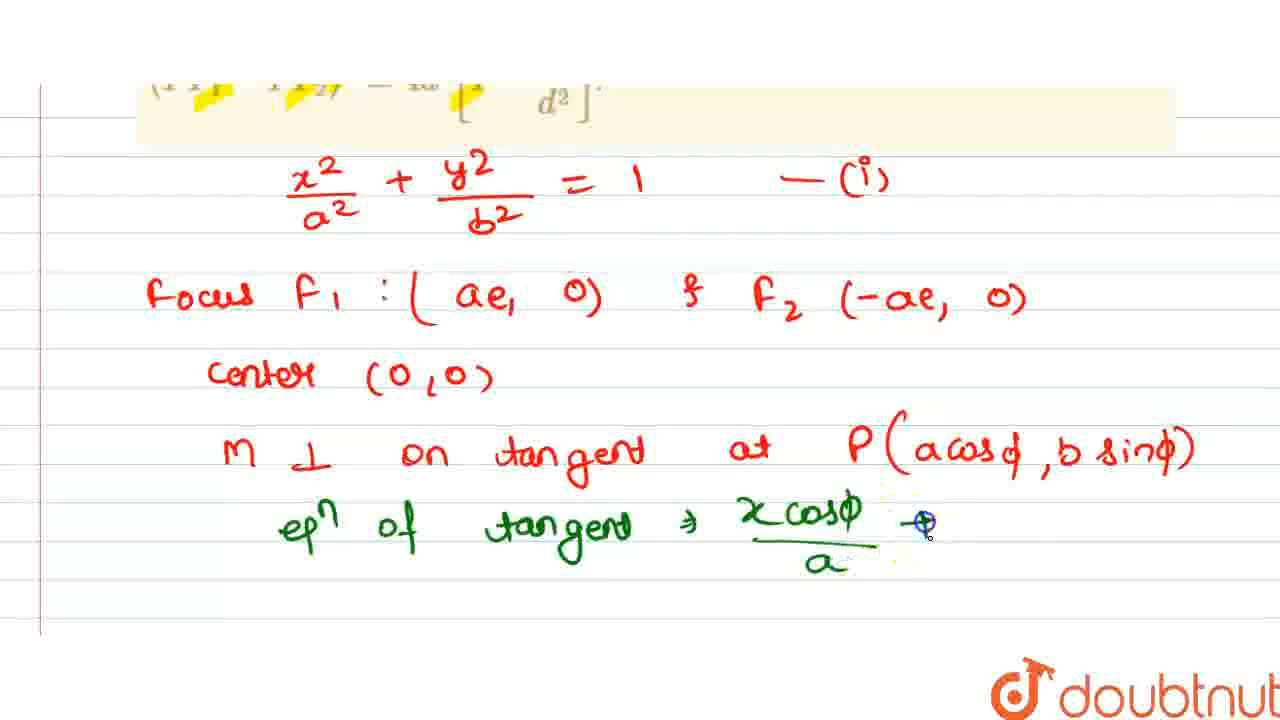 d² ] .
x²/a² + y²/b² = 1 — (i)
Focus F₁ : ( ae, 0) & F₂ (-ae, 0)
Center (0,0)
⊥ on tangent at P(a cosϕ, b sinϕ)
eqⁿ of tangent ⇒ x cosϕ/a +
doubtnut